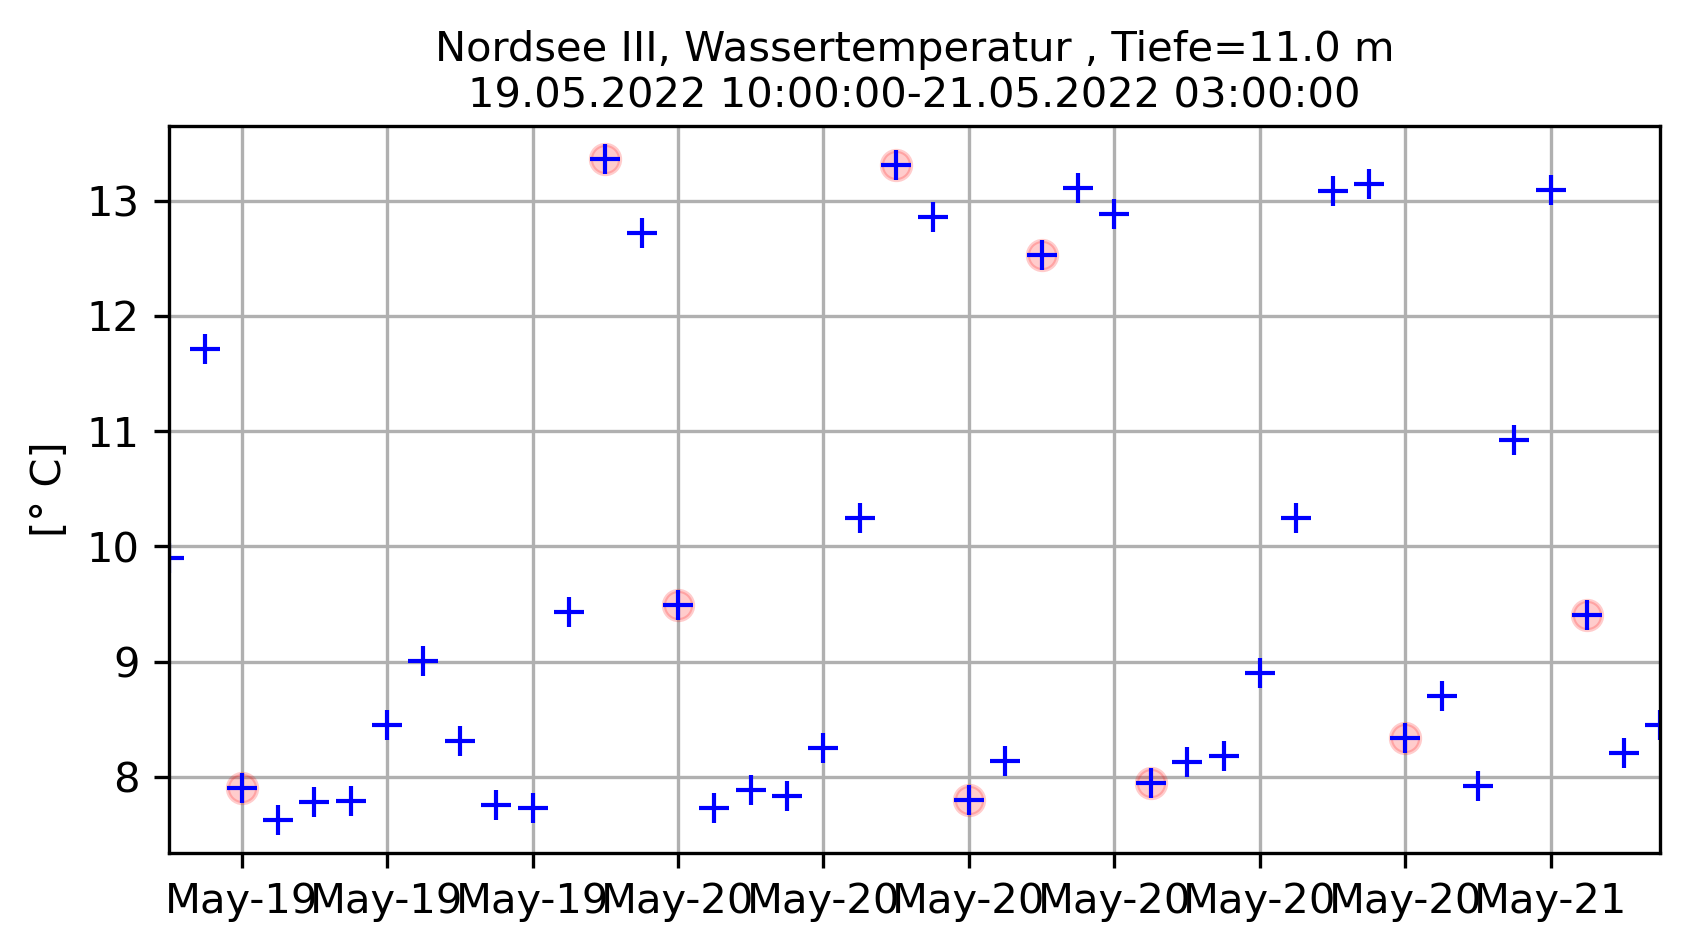 Nordsee III, Wassertemperatur , Tiefe=11.0 m
19.05.2022 10:00:00-21.05.2022 03:00:00
13
12
11
10
9
8
[° C]
May-19 May-19 May-19 May-20 May-20 May-20 May-20 May-20 May-20 May-21